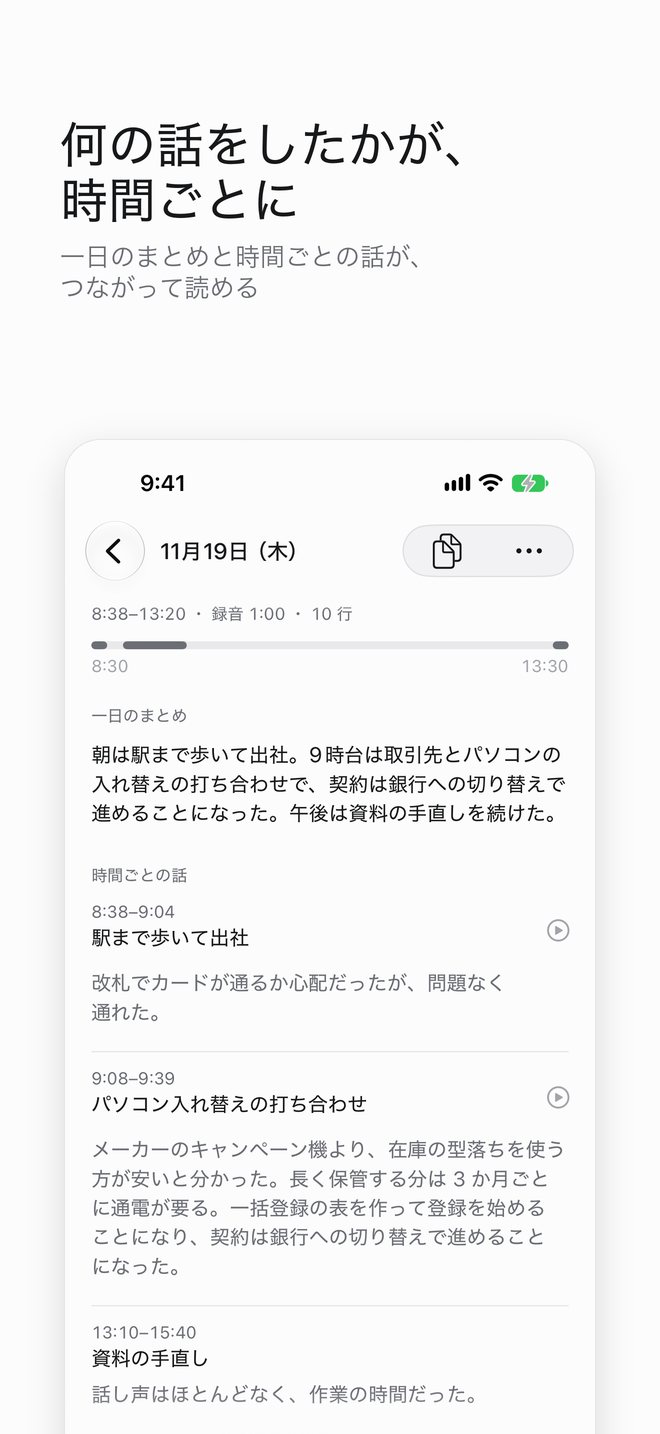 何の話をしたかが、
時間ごとに
一日のまとめと時間ごとの話が、
つながって読める
9:41
11月19日（木）
8:38–13:20 ・ 録音 1:00 ・ 10 行
8:30
13:30
一日のまとめ
朝は駅まで歩いて出社。9時台は取引先とパソコンの
入れ替えの打ち合わせで、契約は銀行への切り替えで
進めることになった。午後は資料の手直しを続けた。
時間ごとの話
8:38–9:04
駅まで歩いて出社
改札でカードが通るか心配だったが、問題なく
通れた。
9:08–9:39
パソコン入れ替えの打ち合わせ
メーカーのキャンペーン機より、在庫の型落ちを使う
方が安いと分かった。長く保管する分は 3 か月ごと
に通電が要る。一括登録の表を作って登録を始める
ことになり、契約は銀行への切り替えで進めること
になった。
13:10–15:40
資料の手直し
話し声はほとんどなく、作業の時間だった。